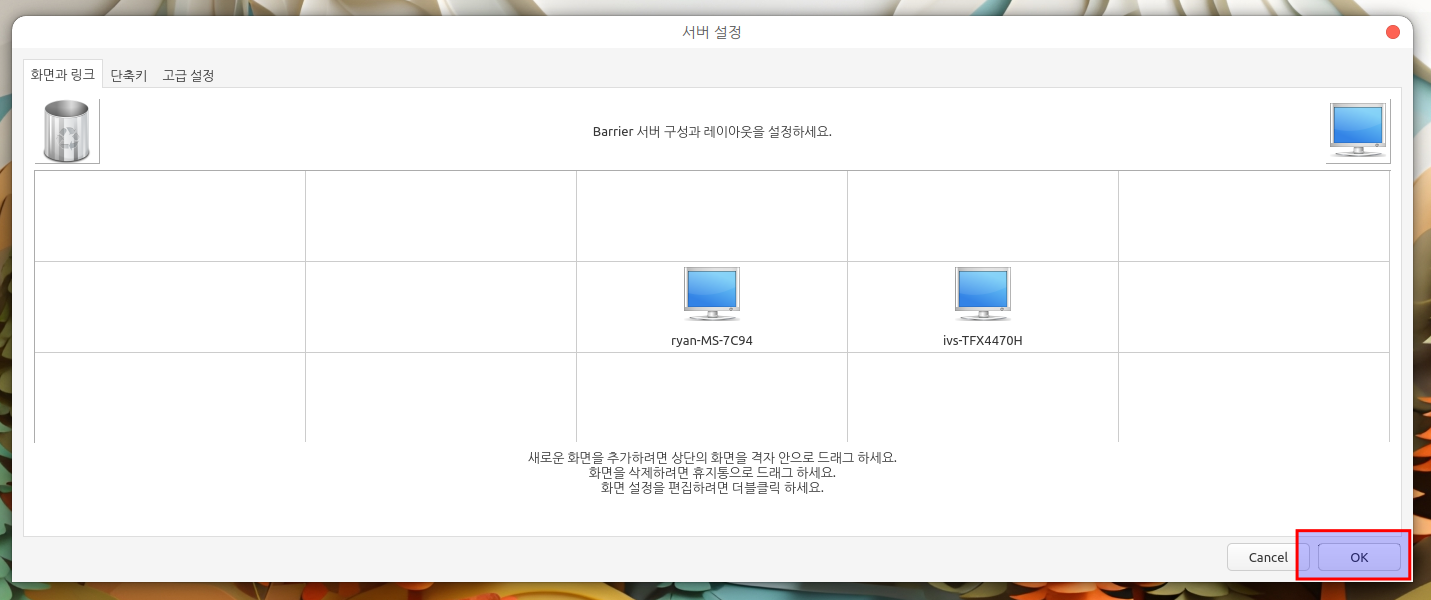 서버 설정
화면과 링크 단축키 고급 설정
Barrier 서버 구성과 레이아웃을 설정하세요.
ryan-MS-7C94 ivs-TFX4470H
새로운 화면을 추가하려면 상단의 화면을 격자 안으로 드래그 하세요.
화면을 삭제하려면 휴지통으로 드래그 하세요.
화면 설정을 편집하려면 더블클릭 하세요.
Cancel OK